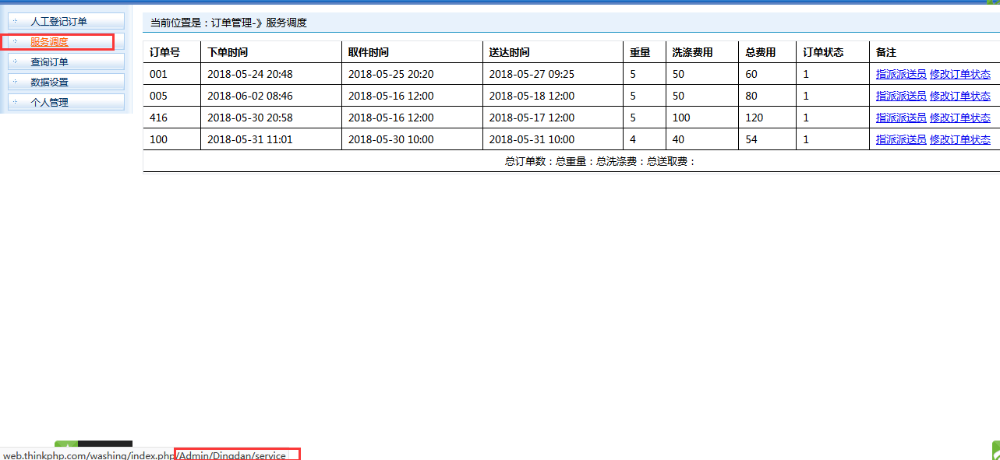 人工登记订单
服务调度
查询订单
数据设置
个人管理
当前位置是：订单管理-》服务调度
订单号 下单时间 取件时间 送达时间 重量 洗涤费用 总费用 订单状态 备注
001 2018-05-24 20:48 2018-05-25 20:20 2018-05-27 09:25 5 50 60 1 指派派送员 修改订单状态
005 2018-06-02 08:46 2018-05-16 12:00 2018-05-18 12:00 5 50 80 1 指派派送员 修改订单状态
416 2018-05-30 20:58 2018-05-16 12:00 2018-05-17 12:00 5 100 120 1 指派派送员 修改订单状态
100 2018-05-31 11:01 2018-05-30 10:00 2018-05-31 10:00 4 40 54 1 指派派送员 修改订单状态
总订单数：总重量：总洗涤费：总送取费：
web.thinkphp.com/washing/index.php/Admin/Dingdan/service